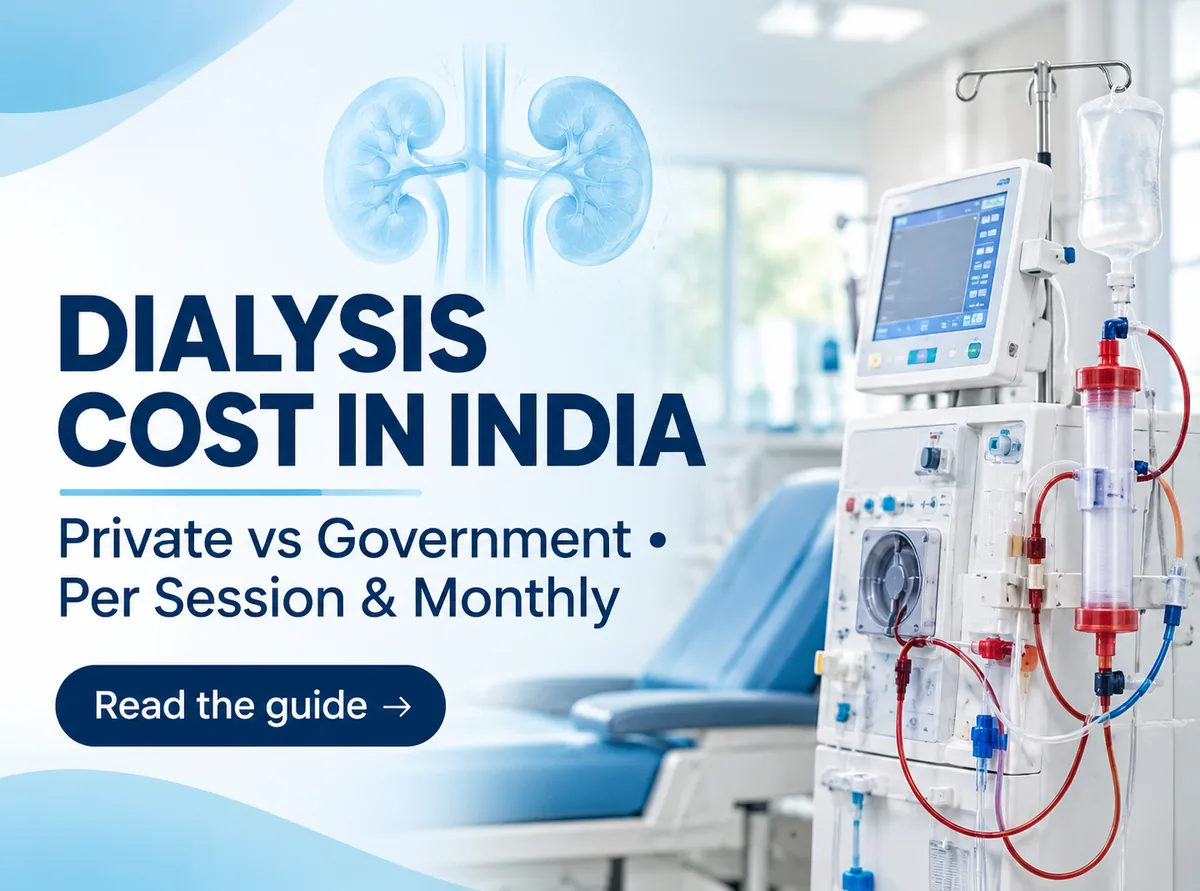 DIALYSIS
COST IN INDIA
Private vs Government •
Per Session & Monthly
Read the guide →